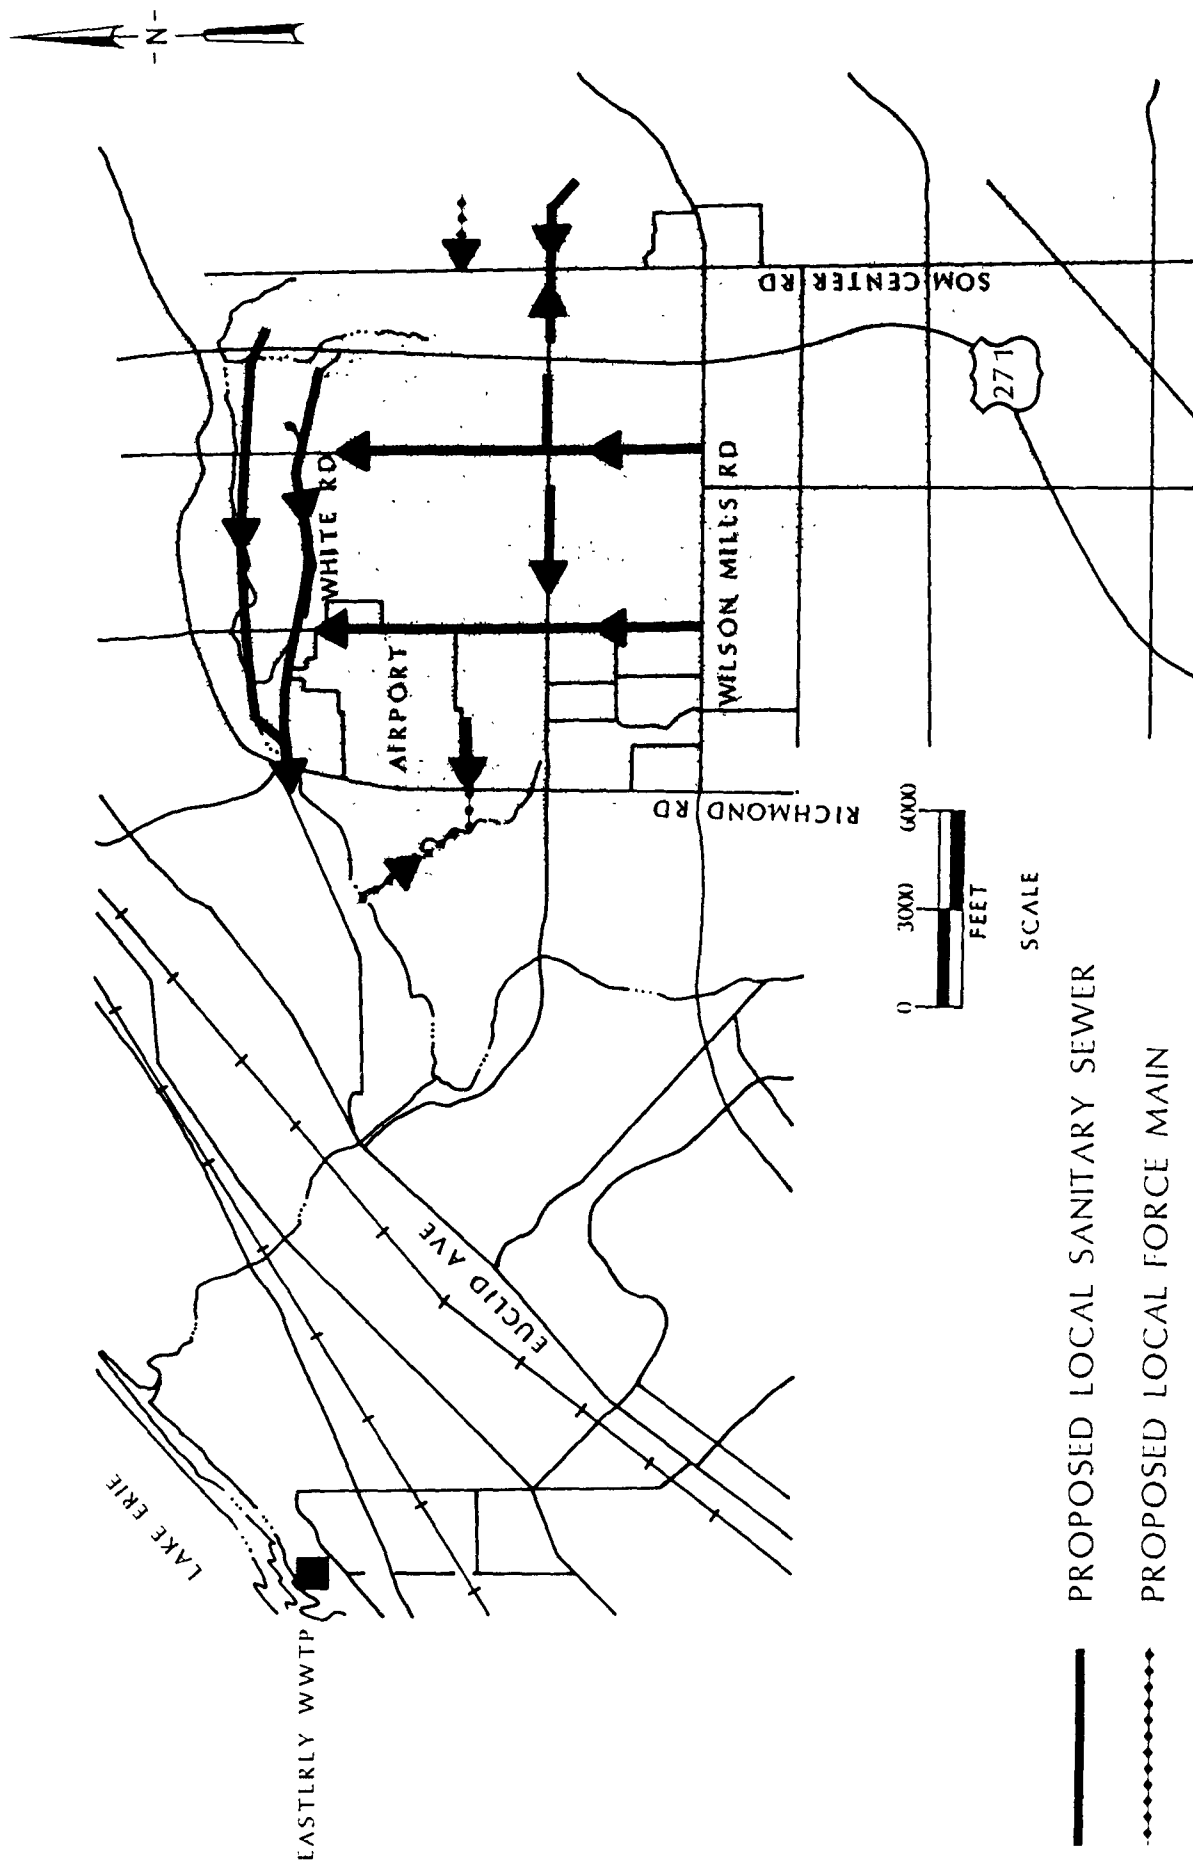 -N-
WHITE RD
AIRPORT
SOM CENTER RD
WILSON MILLS RD
271
RICHMOND RD
LAKE ERIE
EUCLID AVE
EASTLRLY WWTP
0 3000 6000
FEET
SCALE
PROPOSED LOCAL SANITARY SEWER
PROPOSED LOCAL FORCE MAIN